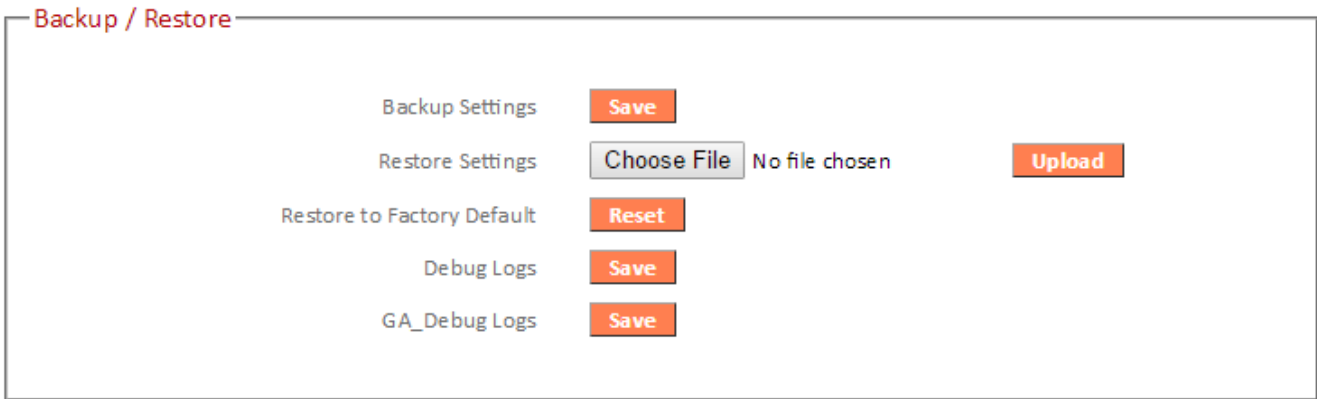 Backup / Restore
Backup Settings Save
Restore Settings Choose File No file chosen Upload
Restore to Factory Default Reset
Debug Logs Save
GA_Debug Logs Save